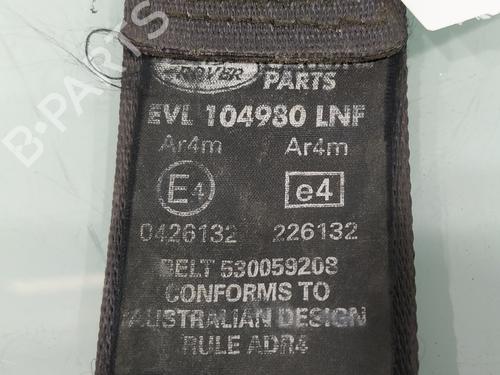 ROVER
PARTS
EVL 104980 LNF
Ar4m Ar4m
E4 e4
0426132 226132
BELT 530059208
CONFORMS TO
AUSTRALIAN DESIGN
RULE ADR4
B-PARTS